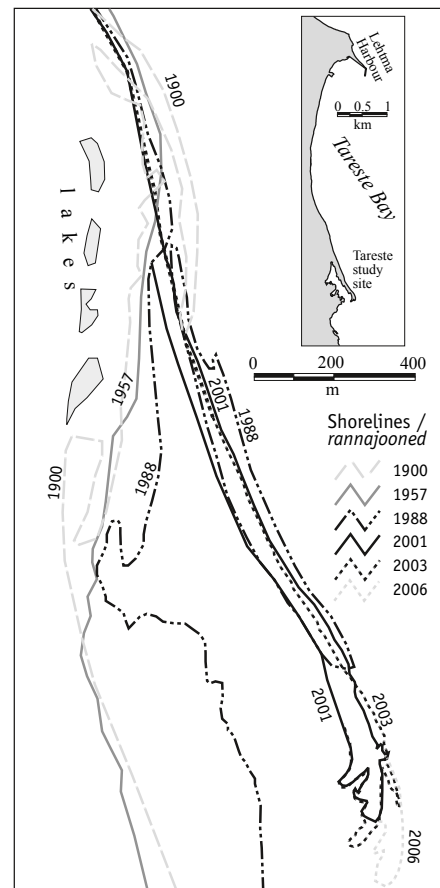 1900
Lehtma
Harbour
0 0.5 1
km
Tareste Bay
Tareste
study
site
lakes
0 200 400
m
1957
2001
1988
1988
1900
Shorelines /
rannajooned
1900
1957
1988
2001
2003
2006
2001
2003
2006